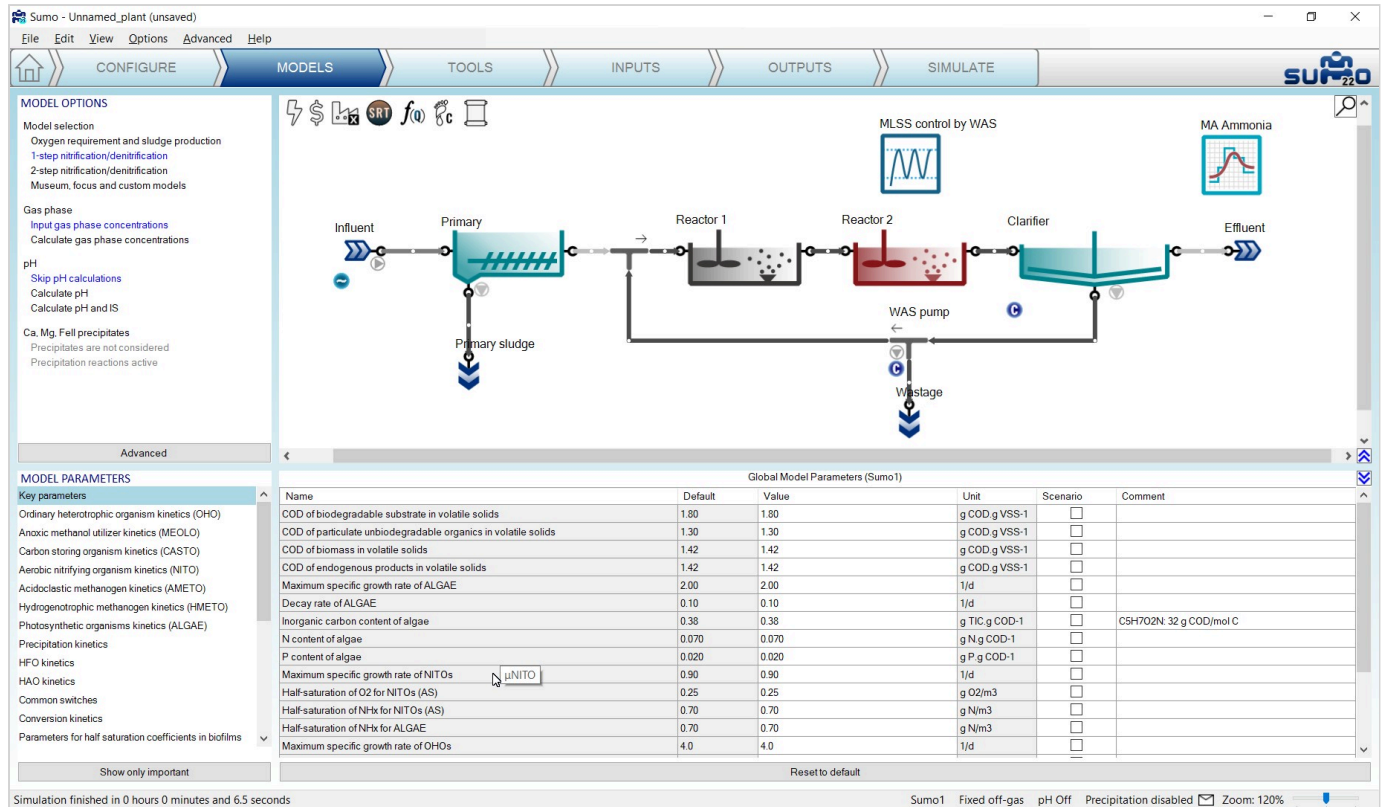 Sumo - Unnamed_plant (unsaved)
File Edit View Options Advanced Help
CONFIGURE MODELS TOOLS INPUTS OUTPUTS SIMULATE
SUMO 22
MODEL OPTIONS
Model selection
Oxygen requirement and sludge production
1-step nitrification/denitrification
2-step nitrification/denitrification
Museum, focus and custom models
Gas phase
Input gas phase concentrations
Calculate gas phase concentrations
pH
Skip pH calculations
Calculate pH
Calculate pH and IS
Ca, Mg, FeII precipitates
Precipitates are not considered
Precipitation reactions active
Advanced
$ SRT f(Q) C
MLSS control by WAS
MA Ammonia
Influent
Primary
Reactor 1
Reactor 2
Clarifier
Effluent
WAS pump
C
C
Primary sludge
Wastage
MODEL PARAMETERS
Key parameters
Ordinary heterotrophic organism kinetics (OHO)
Anoxic methanol utilizer kinetics (MEOLO)
Carbon storing organism kinetics (CASTO)
Aerobic nitrifying organism kinetics (NITO)
Acidoclastic methanogen kinetics (AMETO)
Hydrogenotrophic methanogen kinetics (HMETO)
Photosynthetic organisms kinetics (ALGAE)
Precipitation kinetics
HFO kinetics
HAO kinetics
Common switches
Conversion kinetics
Parameters for half saturation coefficients in biofilms
Show only important
Global Model Parameters (Sumo1)
Name Default Value Unit Scenario Comment
COD of biodegradable substrate in volatile solids 1.80 1.80 g COD.g VSS-1
COD of particulate unbiodegradable organics in volatile solids 1.30 1.30 g COD.g VSS-1
COD of biomass in volatile solids 1.42 1.42 g COD.g VSS-1
COD of endogenous products in volatile solids 1.42 1.42 g COD.g VSS-1
Maximum specific growth rate of ALGAE 2.00 2.00 1/d
Decay rate of ALGAE 0.10 0.10 1/d
Inorganic carbon content of algae 0.38 0.38 g TIC.g COD-1 C5H7O2N: 32 g COD/mol C
N content of algae 0.070 0.070 g N.g COD-1
P content of algae 0.020 0.020 g P.g COD-1
Maximum specific growth rate of NITOs µNITO 0.90 0.90 1/d
Half-saturation of O2 for NITOs (AS) 0.25 0.25 g O2/m3
Half-saturation of NHx for NITOs (AS) 0.70 0.70 g N/m3
Half-saturation of NHx for ALGAE 0.70 0.70 g N/m3
Maximum specific growth rate of OHOs 4.0 4.0 1/d
Reset to default
Simulation finished in 0 hours 0 minutes and 6.5 seconds
Sumo1 Fixed off-gas pH Off Precipitation disabled Zoom: 120%